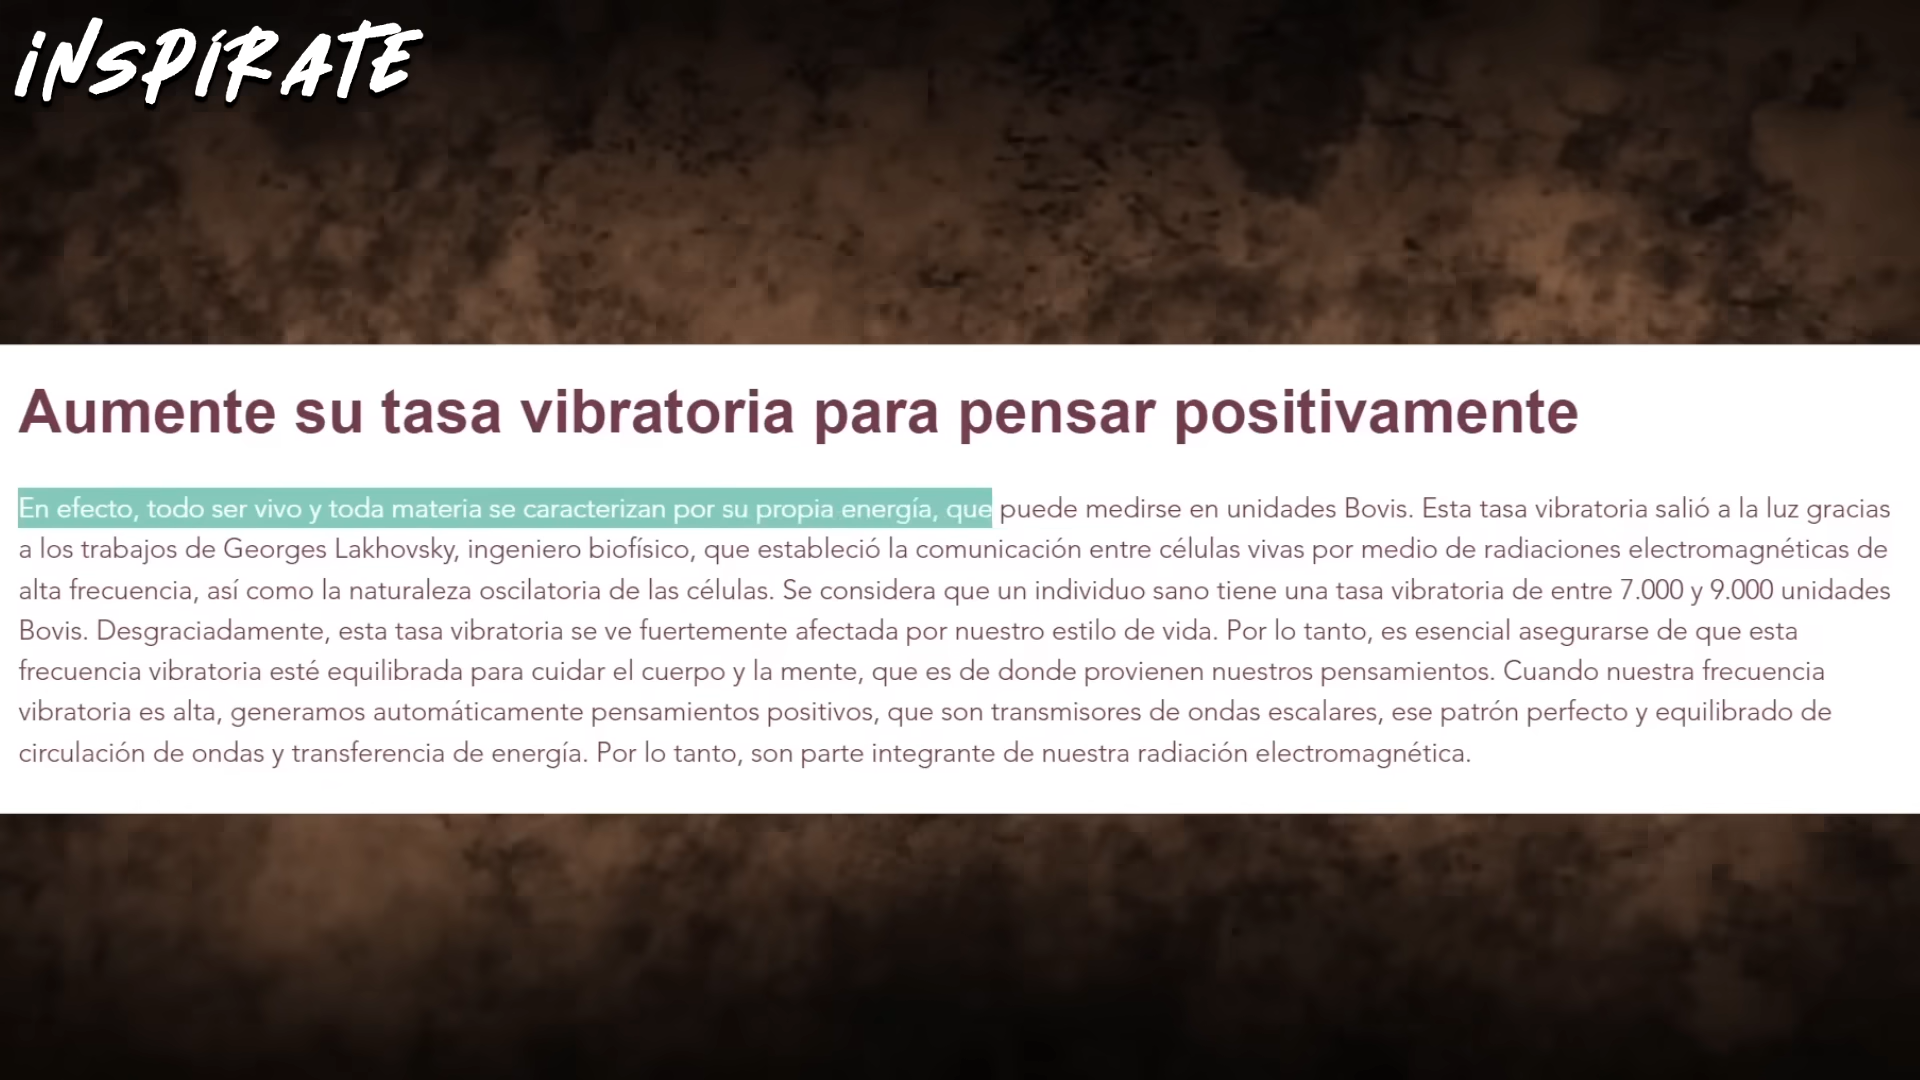 iNSPIRATE
Aumente su tasa vibratoria para pensar positivamente
En efecto, todo ser vivo y toda materia se caracterizan por su propia energía, que puede medirse en unidades Bovis. Esta tasa vibratoria salió a la luz gracias
a los trabajos de Georges Lakhovsky, ingeniero biofísico, que estableció la comunicación entre células vivas por medio de radiaciones electromagnéticas de
alta frecuencia, así como la naturaleza oscilatoria de las células. Se considera que un individuo sano tiene una tasa vibratoria de entre 7.000 y 9.000 unidades
Bovis. Desgraciadamente, esta tasa vibratoria se ve fuertemente afectada por nuestro estilo de vida. Por lo tanto, es esencial asegurarse de que esta
frecuencia vibratoria esté equilibrada para cuidar el cuerpo y la mente, que es de donde provienen nuestros pensamientos. Cuando nuestra frecuencia
vibratoria es alta, generamos automáticamente pensamientos positivos, que son transmisores de ondas escalares, ese patrón perfecto y equilibrado de
circulación de ondas y transferencia de energía. Por lo tanto, son parte integrante de nuestra radiación electromagnética.